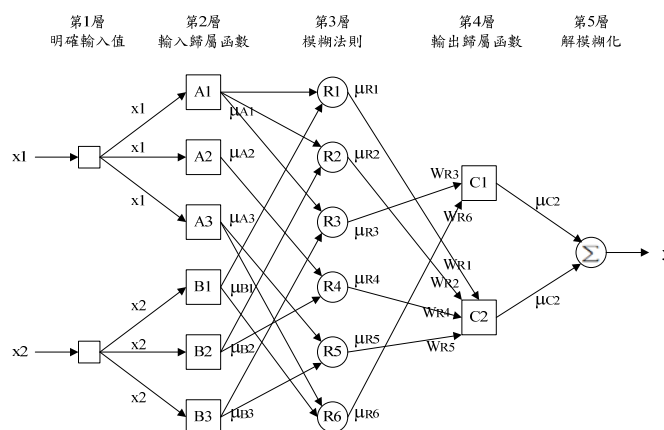 第1層 第2層 第3層 第4層 第5層
明確輸入值 輸入歸屬函數 模糊法則 輸出歸屬函數 解模糊化
x1
x1
x1
x1
A1
A2
A3
μA1
μA2
μA3
x2
x2
x2
x2
B1
B2
B3
μB1
μB2
μB3
R1
R2
R3
R4
R5
R6
μR1
μR2
μR3
μR4
μR5
μR6
WR3
WR6
WR1
WR2
WR4
WR5
C1
C2
μC2
μC2
Σ